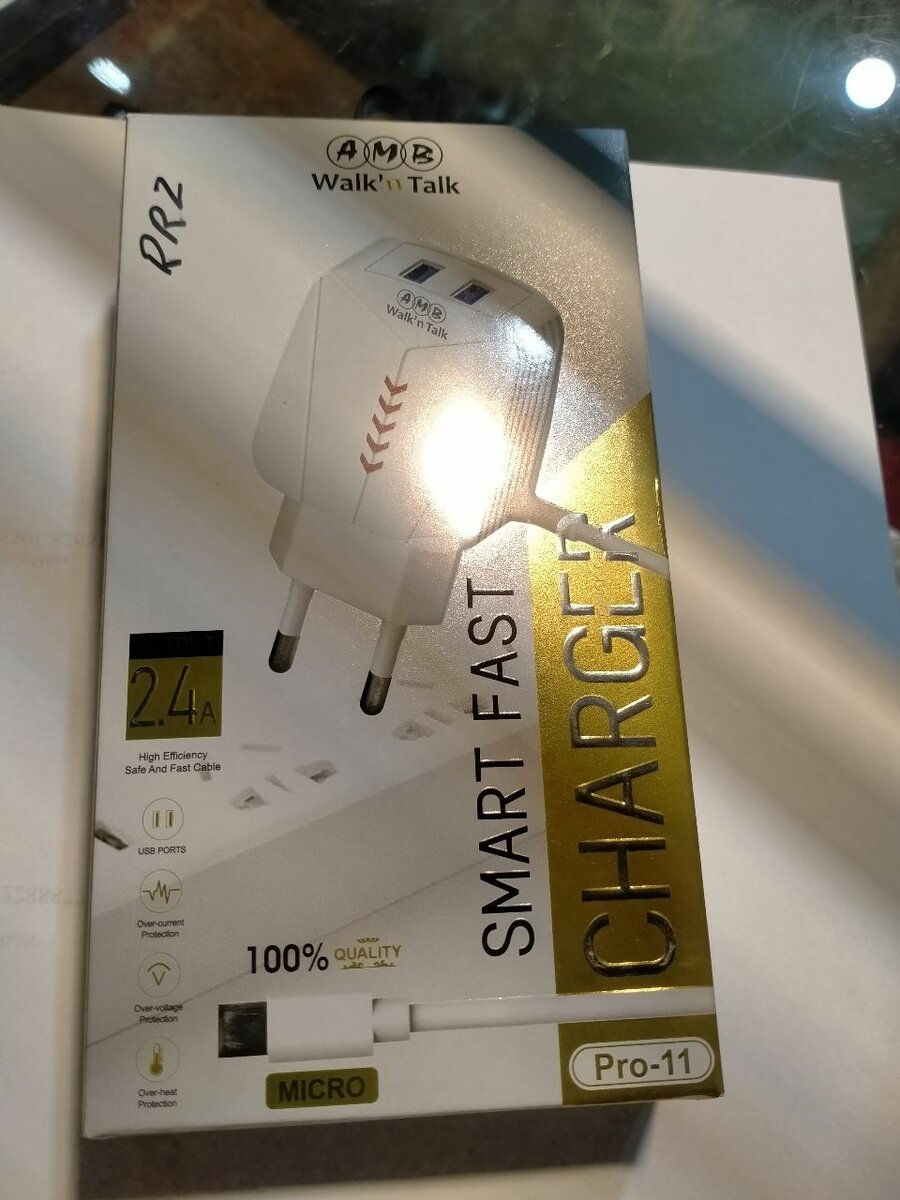 AMB
Walk'n Talk
RRZ
AMB
Walk'n Talk
2.4A
High Efficiency
Safe And Fast Cable
USB PORTS
Over-current
Protection
Over-voltage
Protection
Over-heat
Protection
SMART FAST
CHARGER
100% QUALITY
MICRO
Pro-11